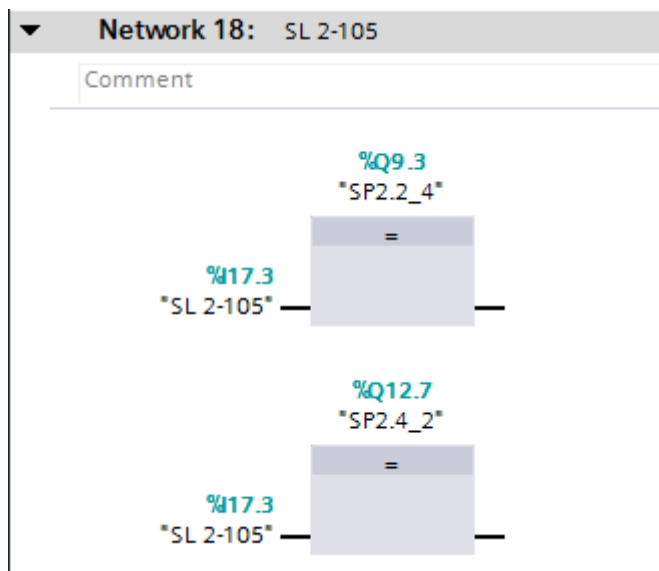 Network 18: SL 2-105
Comment
%Q9.3
"SP2.2_4"
=
%I17.3
"SL 2-105"
%Q12.7
"SP2.4_2"
=
%I17.3
"SL 2-105"